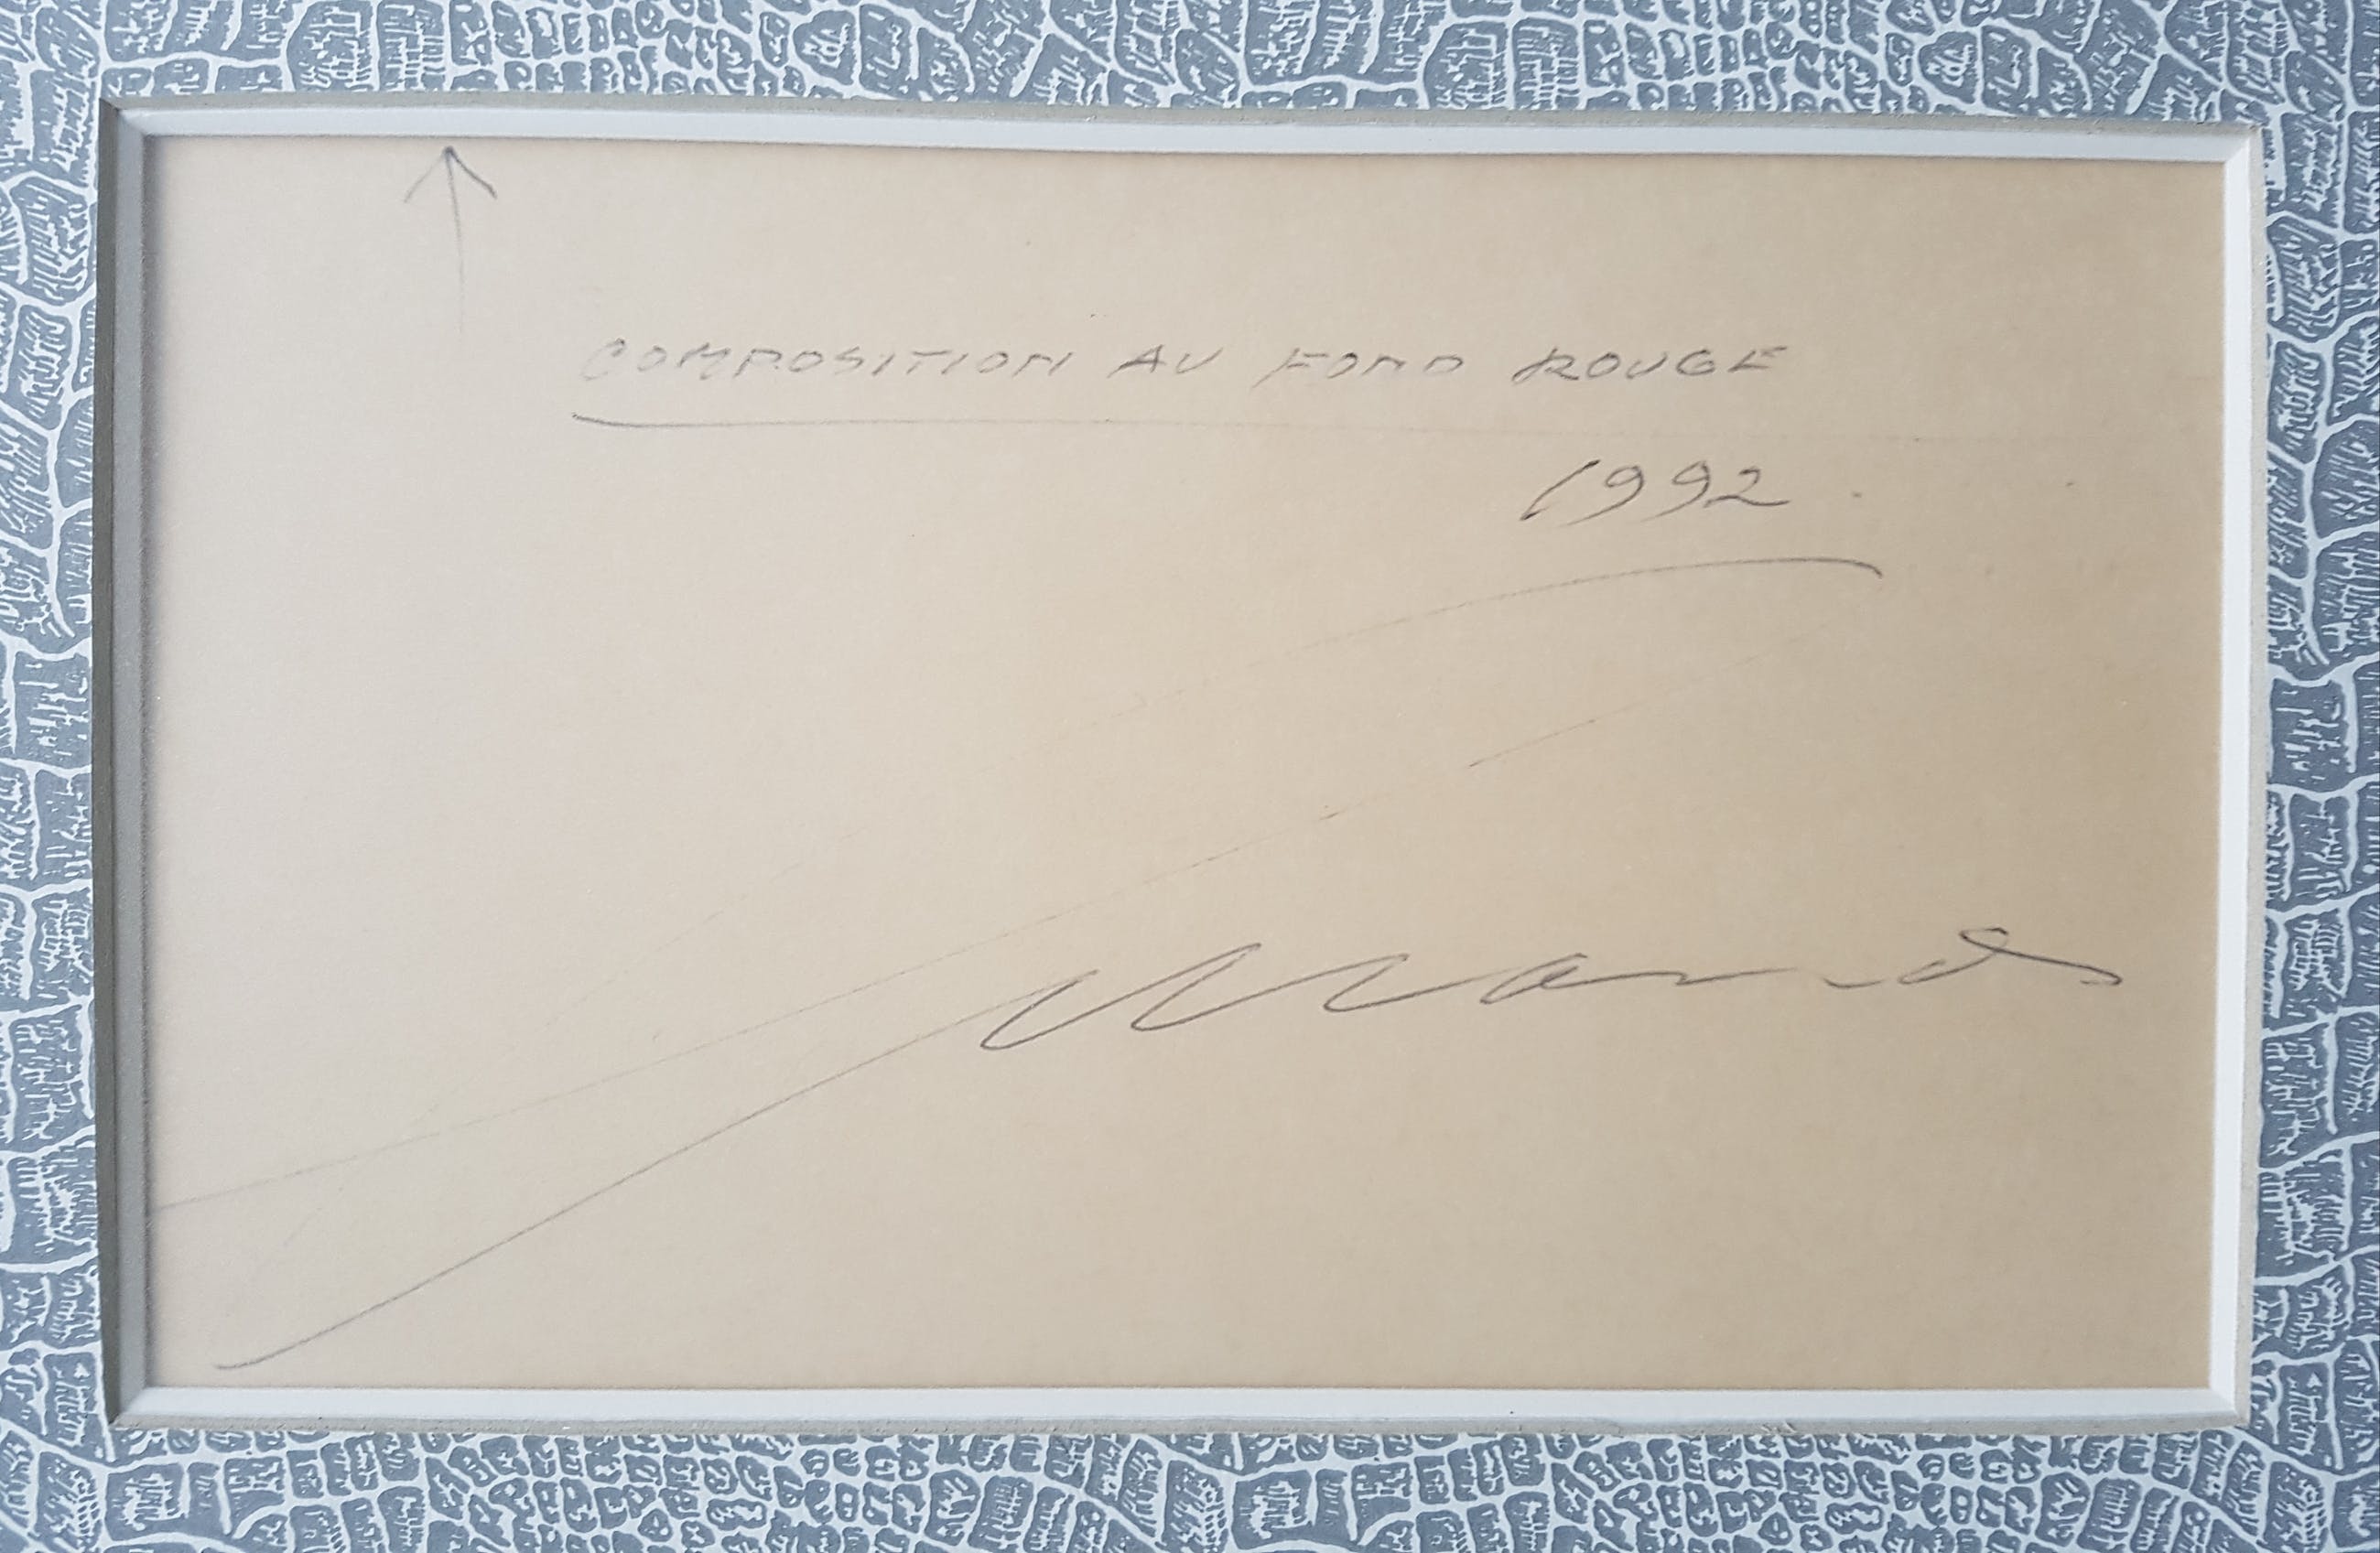 COMPOSITION AU FOND ROUGE
1992.